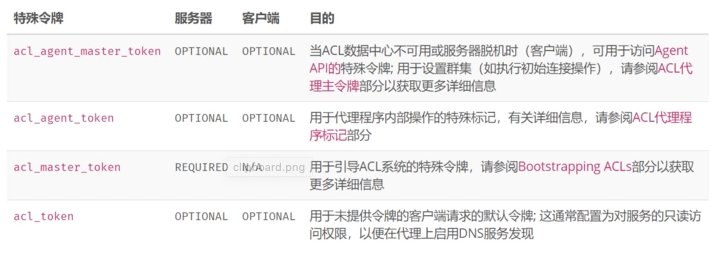 特殊令牌 服务器 客户端 目的
acl_agent_master_token OPTIONAL OPTIONAL 当ACL数据中心不可用或服务器脱机时（客户端），可用于访问Agent
API的特殊令牌; 用于设置群集（如执行初始连接操作），请参阅ACL代
理主令牌部分以获取更多详细信息
acl_agent_token OPTIONAL OPTIONAL 用于代理程序内部操作的特殊标记，有关详细信息，请参阅ACL代理程
序标记部分
acl_master_token REQUIRED N/A 用于引导ACL系统的特殊令牌，请参阅Bootstrapping ACLs部分以获取
clipboard.png
更多详细信息
acl_token OPTIONAL OPTIONAL 用于未提供令牌的客户端请求的默认令牌; 这通常配置为对服务的只读访
问权限，以便在代理上启用DNS服务发现